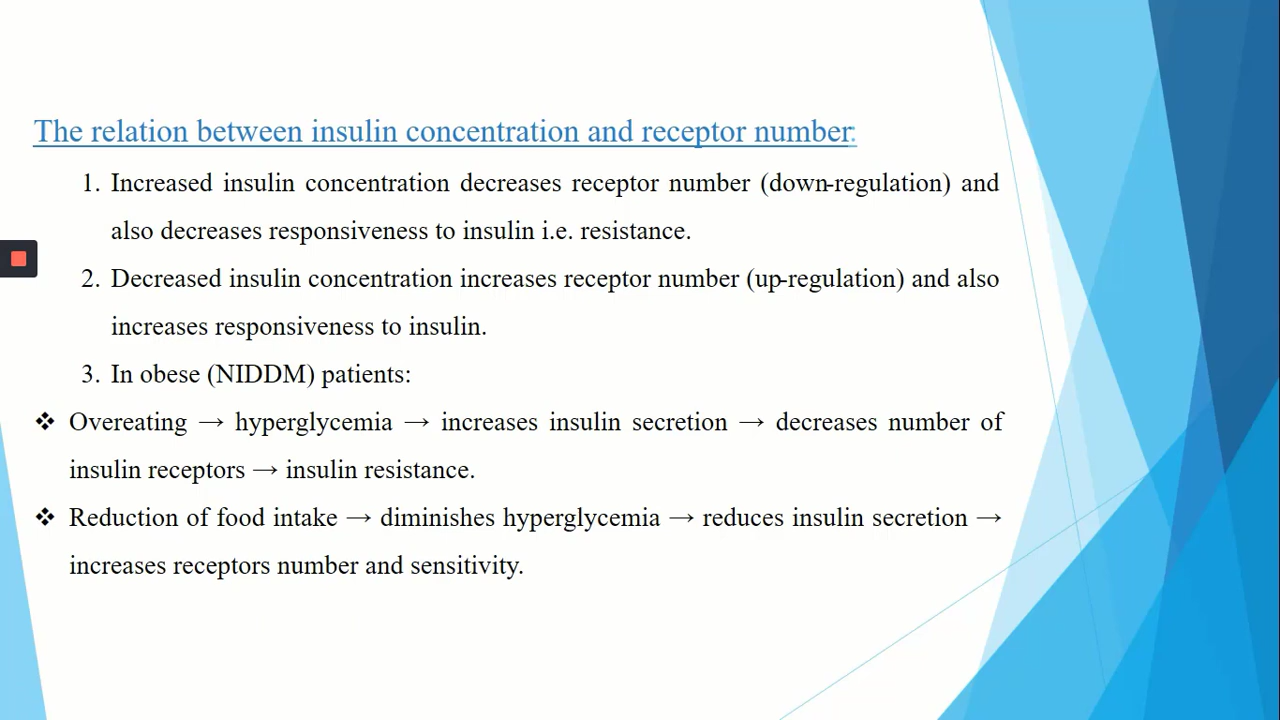 The relation between insulin concentration and receptor number:
1. Increased insulin concentration decreases receptor number (down-regulation) and
also decreases responsiveness to insulin i.e. resistance.
2. Decreased insulin concentration increases receptor number (up-regulation) and also
increases responsiveness to insulin.
3. In obese (NIDDM) patients:
❖ Overeating → hyperglycemia → increases insulin secretion → decreases number of
insulin receptors → insulin resistance.
❖ Reduction of food intake → diminishes hyperglycemia → reduces insulin secretion →
increases receptors number and sensitivity.